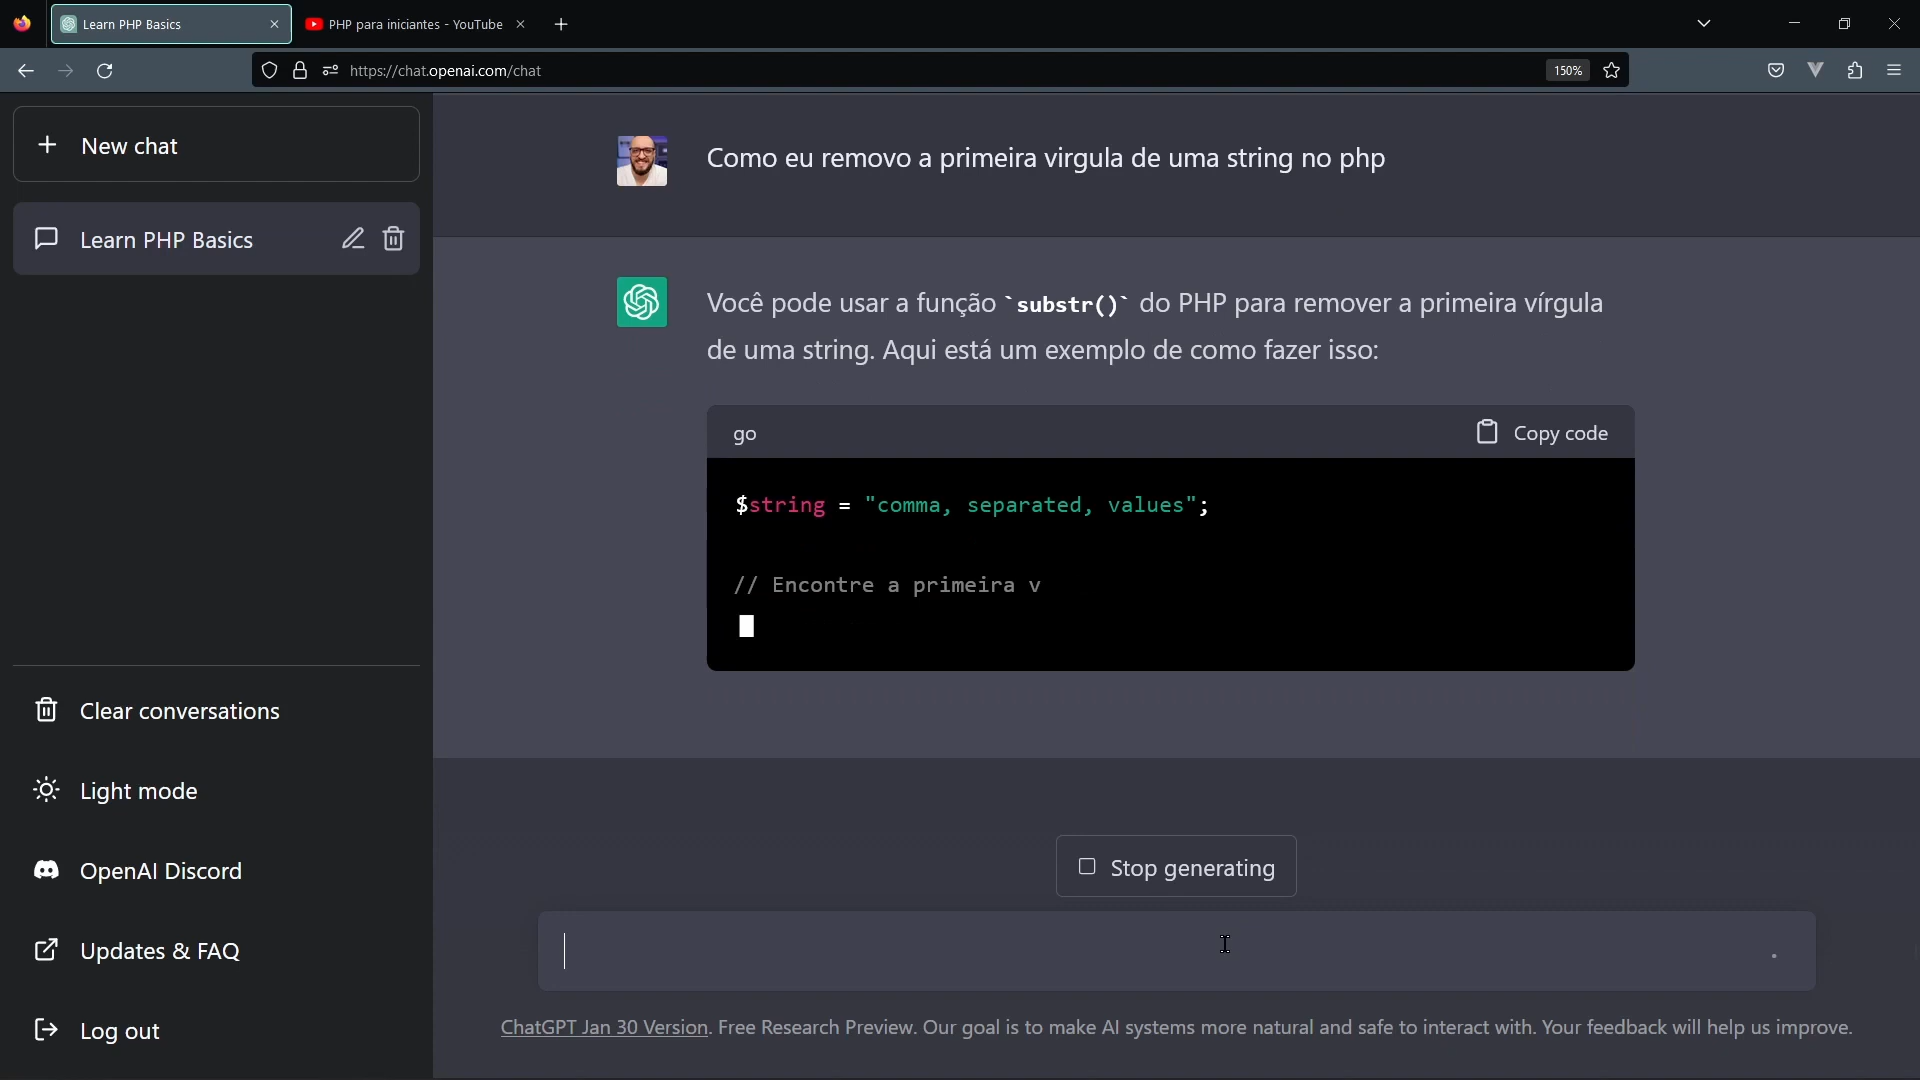 Learn PHP Basics
PHP para iniciantes - YouTube
https://chat.openai.com/chat
150%
New chat
Learn PHP Basics
Clear conversations
Light mode
OpenAI Discord
Updates & FAQ
Log out
Como eu removo a primeira virgula de uma string no php
Você pode usar a função `substr()` do PHP para remover a primeira vírgula
de uma string. Aqui está um exemplo de como fazer isso:
go
Copy code
$string = "comma, separated, values";
// Encontre a primeira v
Stop generating
ChatGPT Jan 30 Version. Free Research Preview. Our goal is to make AI systems more natural and safe to interact with. Your feedback will help us improve.